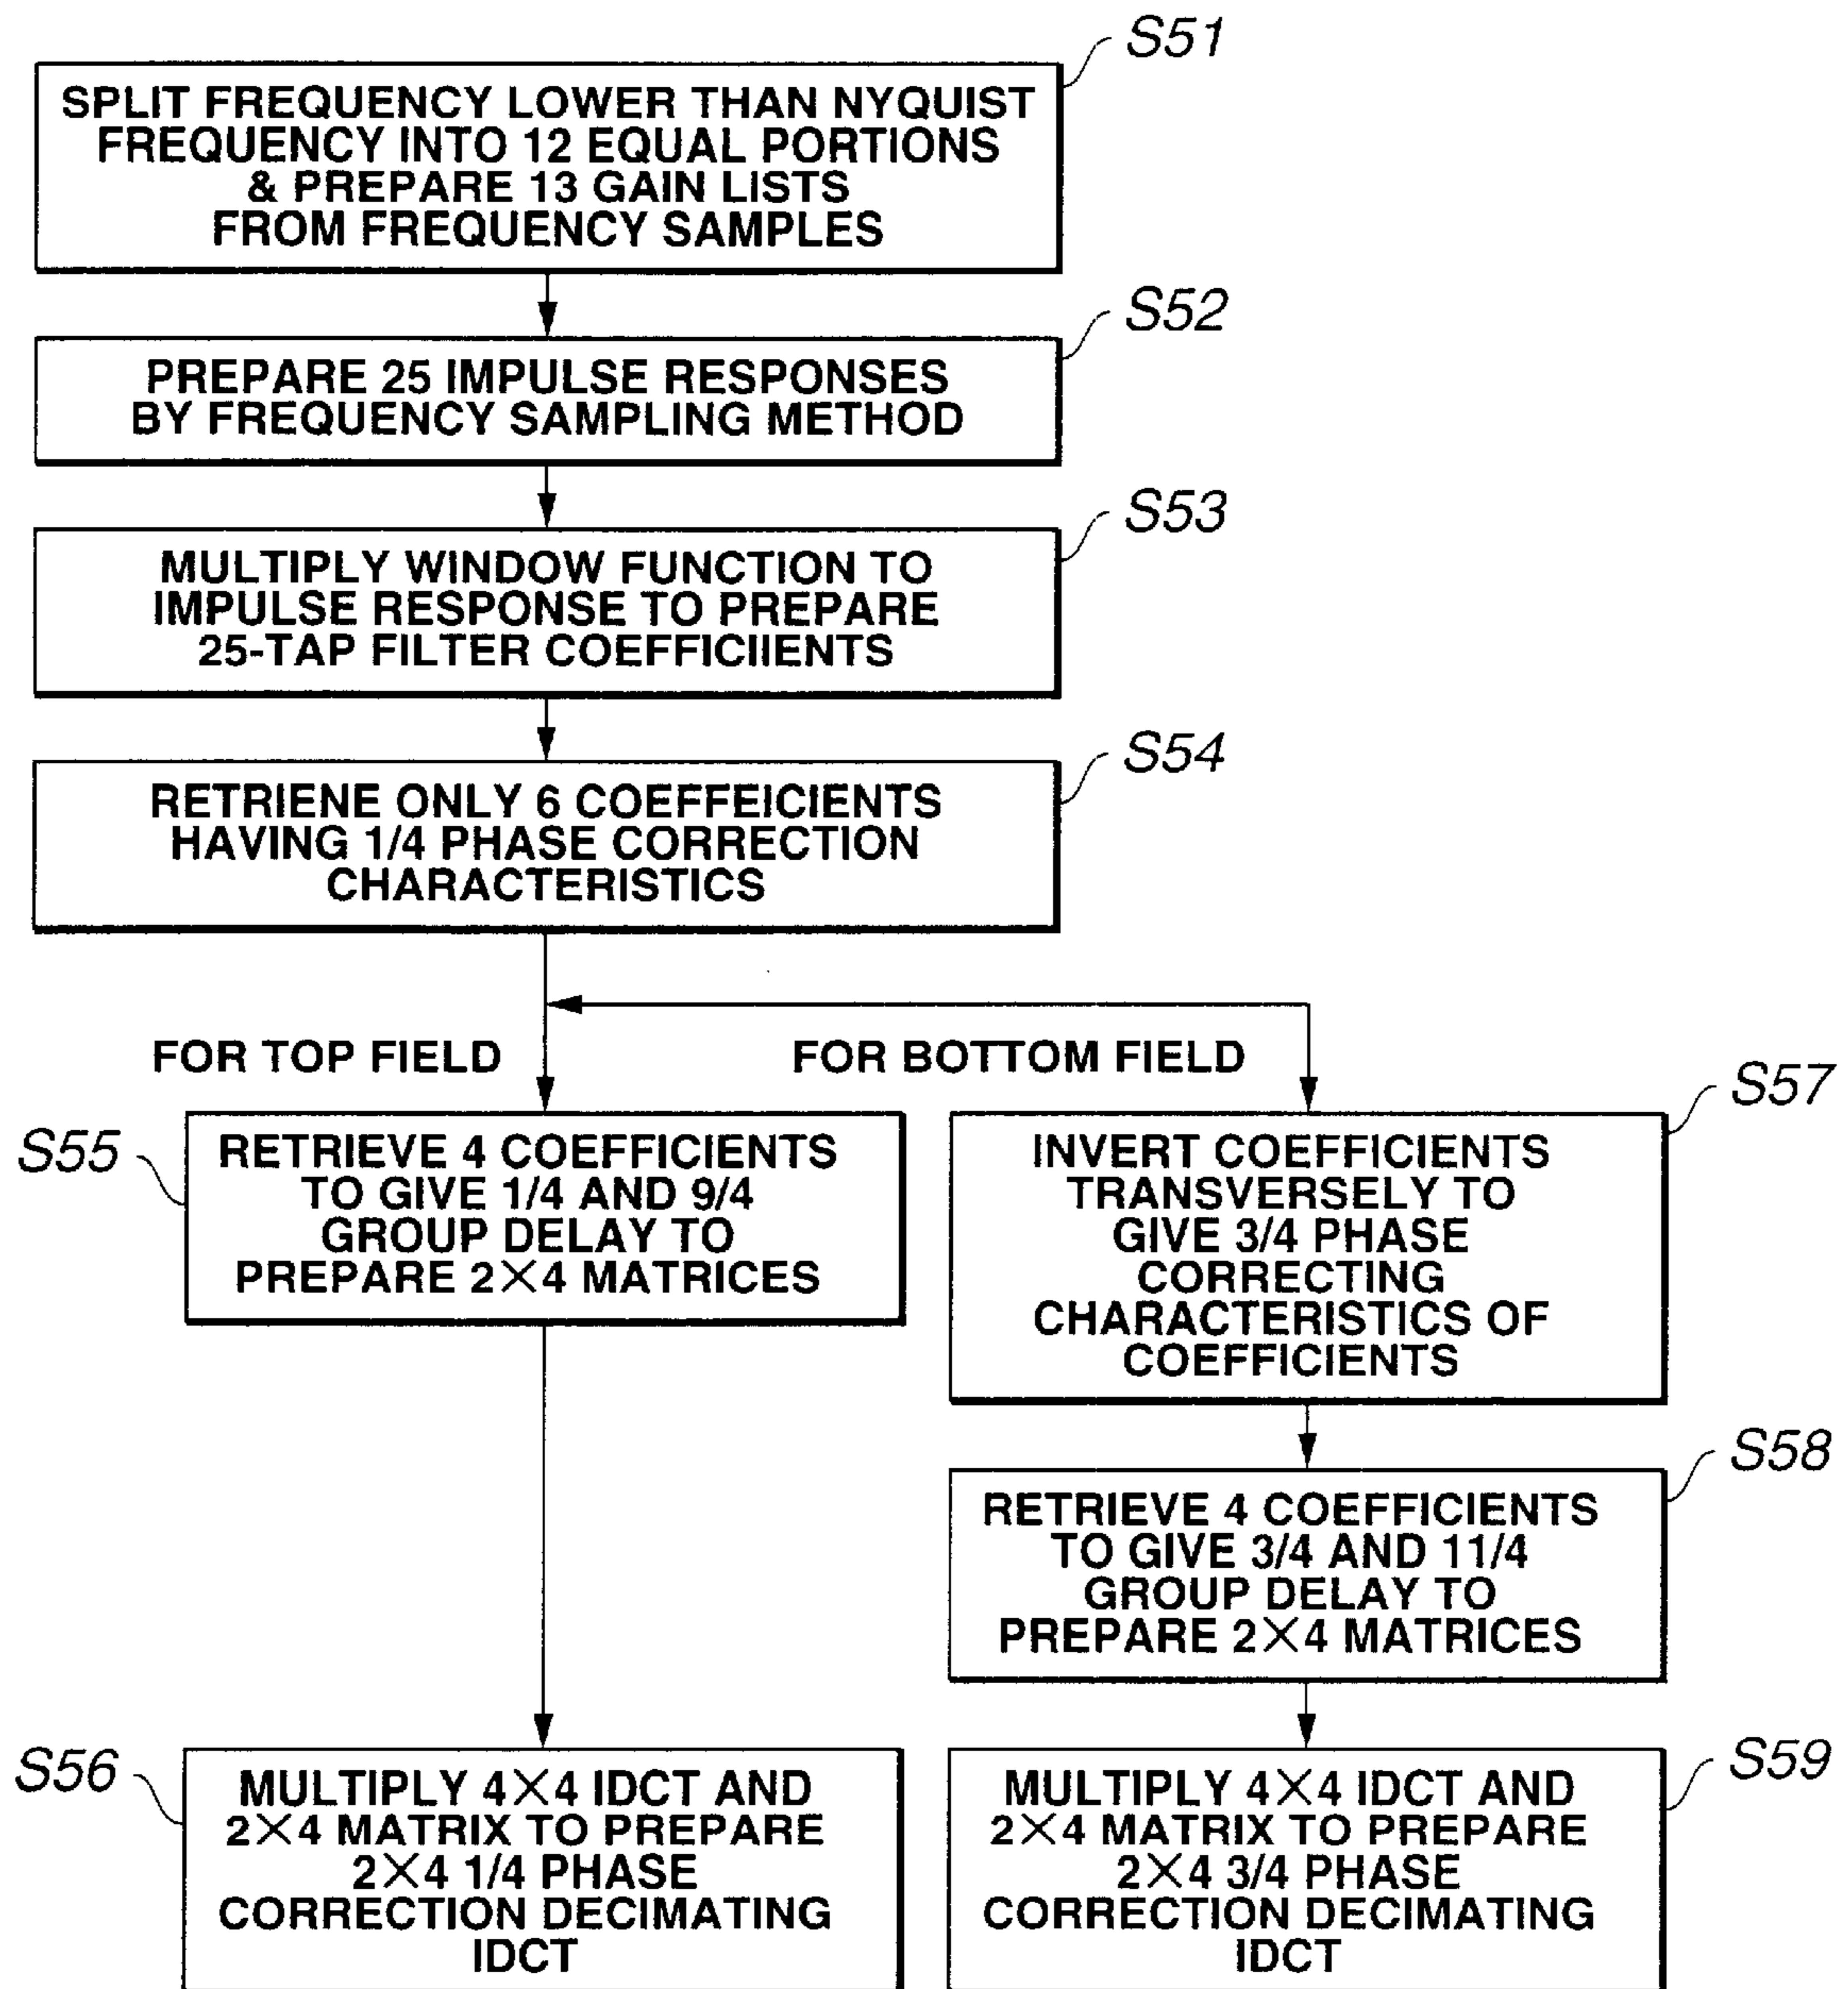 S51
SPLIT FREQUENCY LOWER THAN NYQUIST
FREQUENCY INTO 12 EQUAL PORTIONS
& PREPARE 13 GAIN LISTS
FROM FREQUENCY SAMPLES
S52
PREPARE 25 IMPULSE RESPONSES
BY FREQUENCY SAMPLING METHOD
S53
MULTIPLY WINDOW FUNCTION TO
IMPULSE RESPONSE TO PREPARE
25-TAP FILTER COEFFICIIENTS
S54
RETRIENE ONLY 6 COEFFEICIENTS
HAVING 1/4 PHASE CORRECTION
CHARACTERISTICS
FOR TOP FIELD
FOR BOTTOM FIELD
S55
RETRIEVE 4 COEFFICIENTS
TO GIVE 1/4 AND 9/4
GROUP DELAY TO
PREPARE 2×4 MATRICES
S57
INVERT COEFFICIENTS
TRANSVERSELY TO
GIVE 3/4 PHASE
CORRECTING
CHARACTERISTICS OF
COEFFICIENTS
S58
RETRIEVE 4 COEFFICIENTS
TO GIVE 3/4 AND 11/4
GROUP DELAY TO
PREPARE 2×4 MATRICES
S56
MULTIPLY 4×4 IDCT AND
2×4 MATRIX TO PREPARE
2×4 1/4 PHASE
CORRECTION DECIMATING
IDCT
S59
MULTIPLY 4×4 IDCT AND
2×4 MATRIX TO PREPARE
2×4 3/4 PHASE
CORRECTION DECIMATING
IDCT